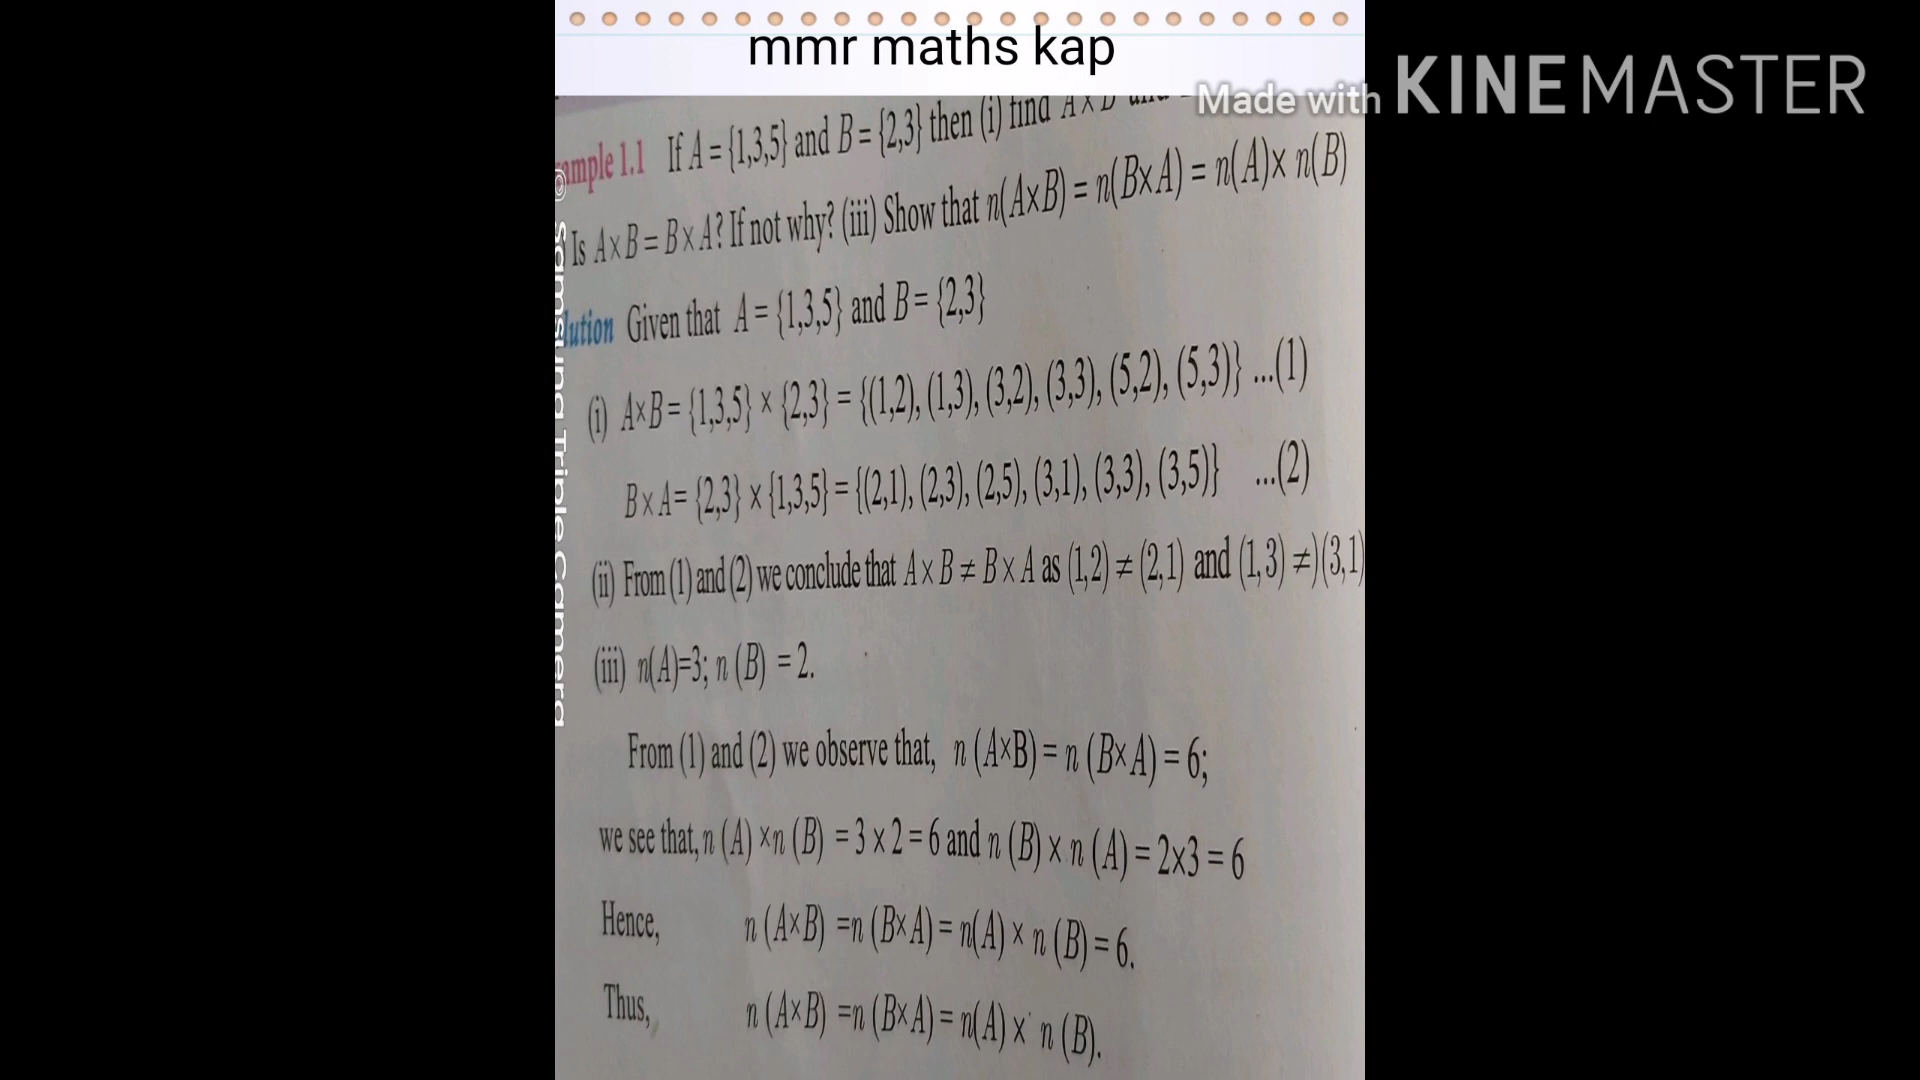 mmr maths kap
Made with KINEMASTER
ample 1.1 If A = {1,3,5} and B = {2,3} then (i) find A × B
Is A×B = B×A? If not why? (iii) Show that n(A×B) = n(B×A) = n(A)× n(B)
lution Given that A = {1,3,5} and B = {2,3}
(i) A×B = {1,3,5} × {2,3} = {(1,2), (1,3), (3,2), (3,3), (5,2), (5,3)} ...(1)
B×A = {2,3} × {1,3,5} = {(2,1), (2,3), (2,5), (3,1), (3,3), (3,5)} ...(2)
(ii) From (1) and (2) we conclude that A × B ≠ B × A as (1,2) ≠ (2,1) and (1,3) ≠)(3,1)
(iii) n(A)=3; n (B) = 2.
From (1) and (2) we observe that, n (A×B) = n (B×A) = 6;
we see that, n (A) ×n (B) = 3 × 2 = 6 and n (B) × n (A) = 2×3 = 6
Hence, n (A×B) =n (B×A) = n(A) × n (B) = 6.
Thus, n (A×B) =n (B×A) = n(A) × n (B).
© Samsung Triple Camera